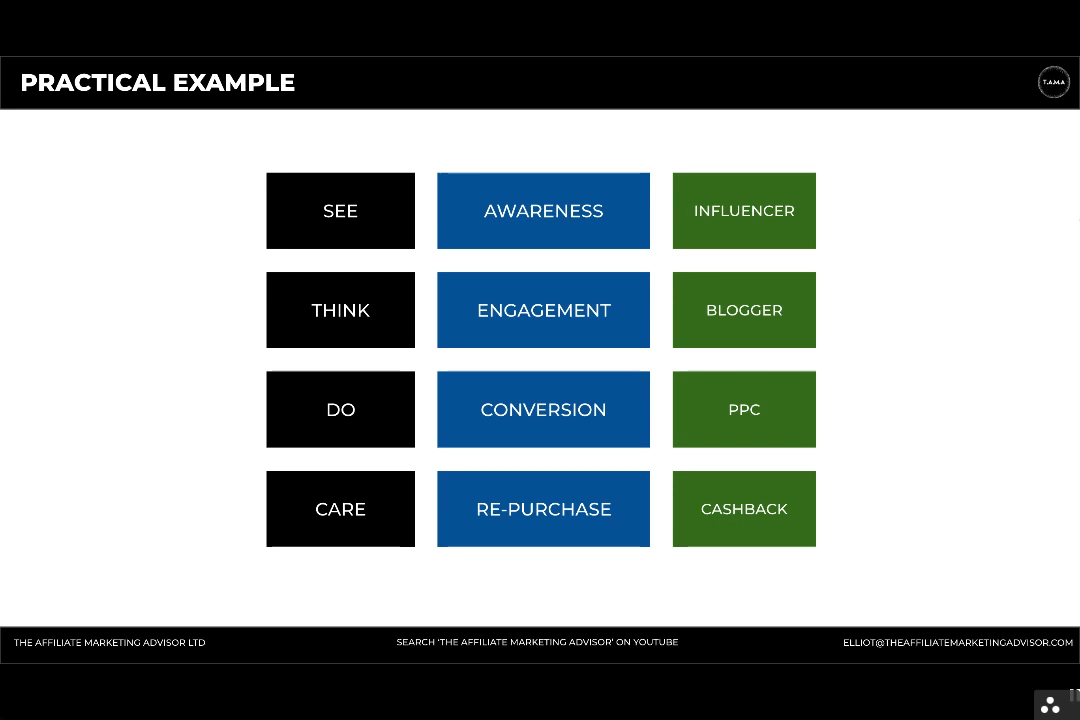 PRACTICAL EXAMPLE
T.A.M.A
SEE
AWARENESS
INFLUENCER
THINK
ENGAGEMENT
BLOGGER
DO
CONVERSION
PPC
CARE
RE-PURCHASE
CASHBACK
THE AFFILIATE MARKETING ADVISOR LTD
SEARCH 'THE AFFILIATE MARKETING ADVISOR' ON YOUTUBE
ELLIOT@THEAFFILIATEMARKETINGADVISOR.COM